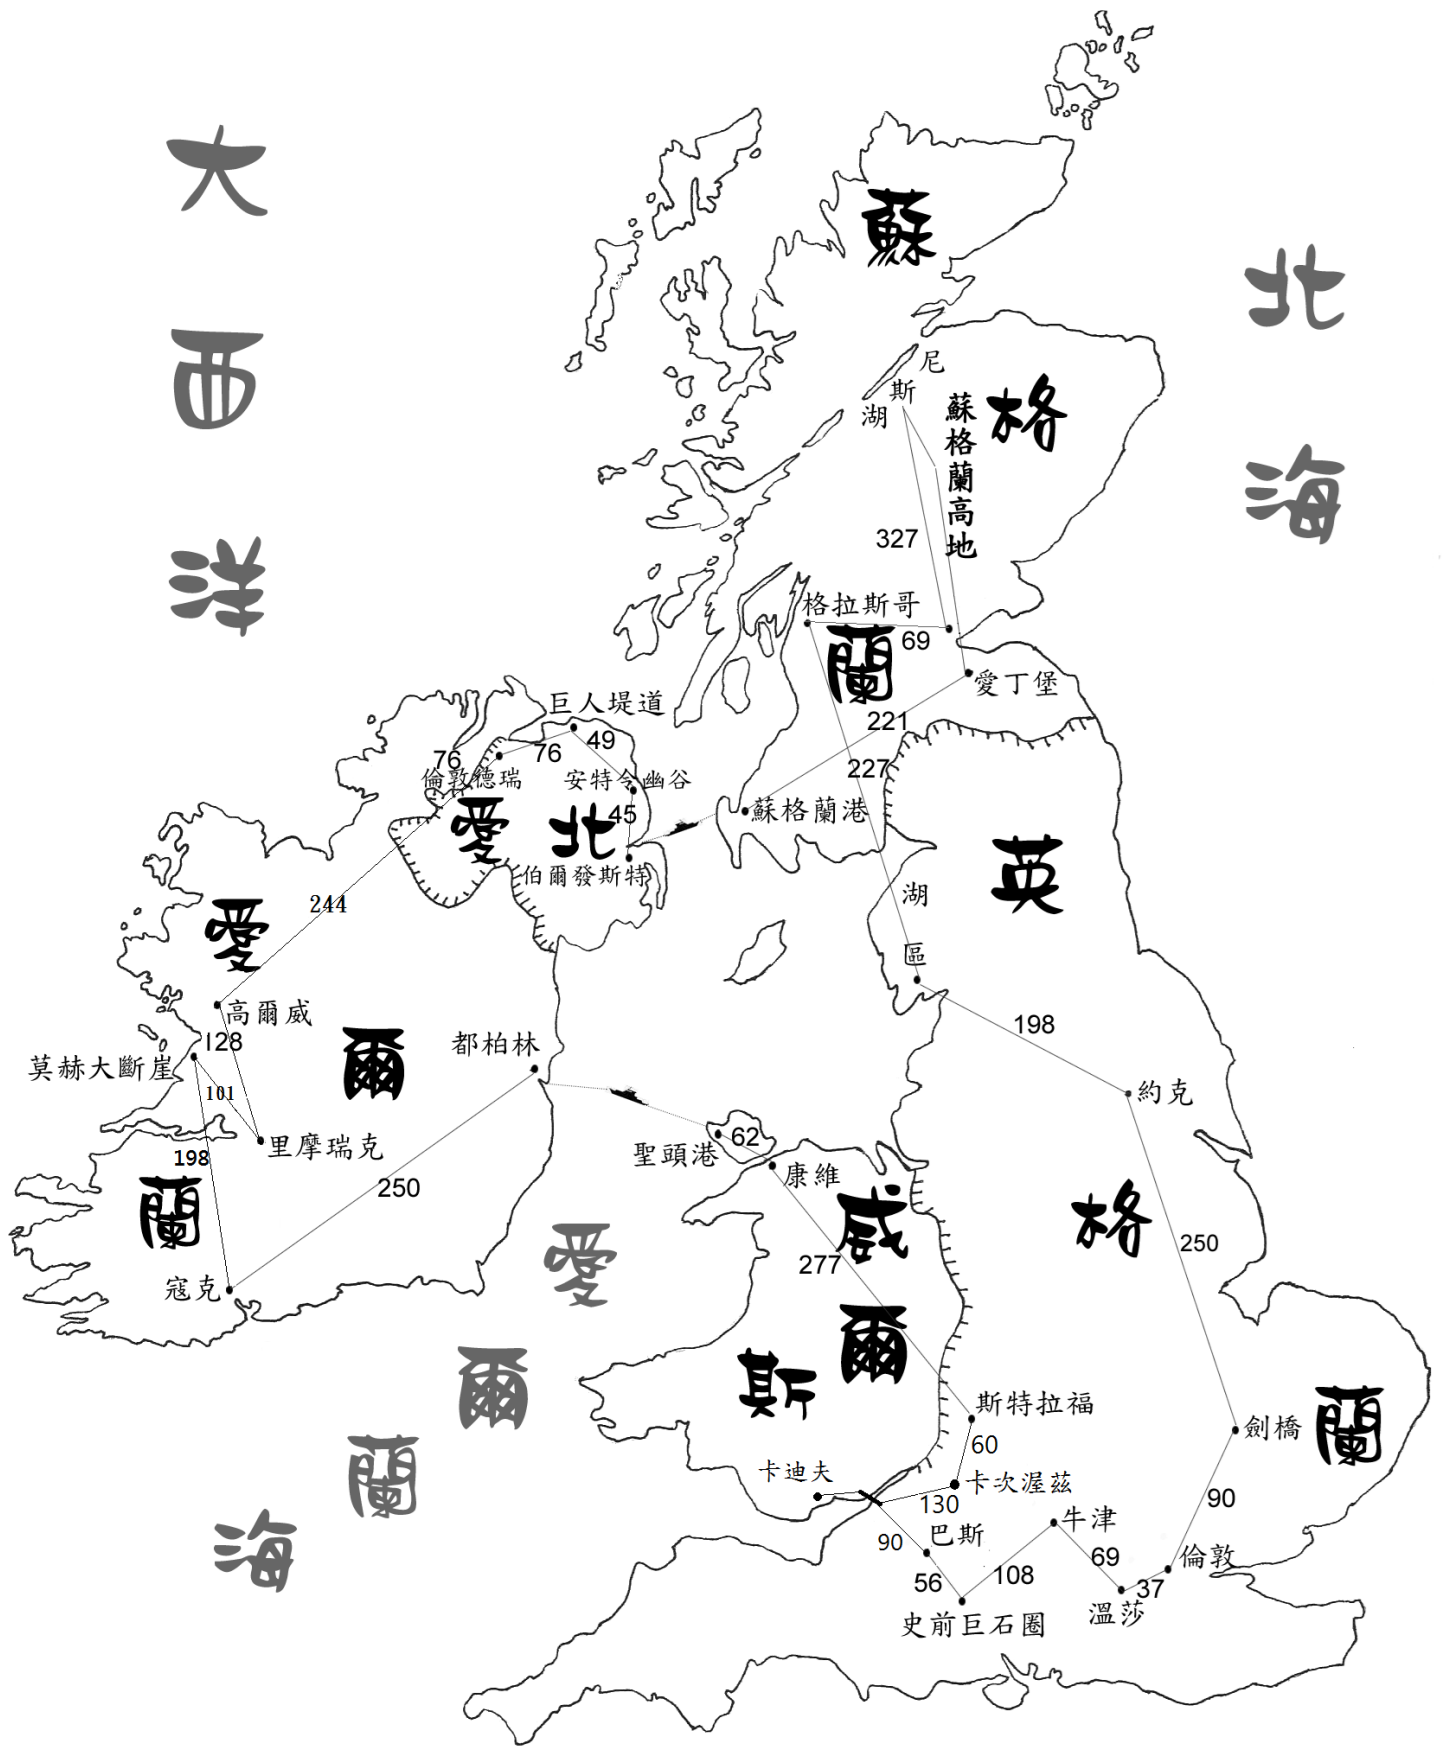 大西洋
北海
蘇格蘭
尼斯湖
蘇格蘭高地
327
格拉斯哥
69
愛丁堡
221
227
蘇格蘭港
巨人堤道
49
76
76
倫敦德瑞
安特令幽谷
45
北愛
伯爾發斯特
244
愛爾蘭
高爾威
128
莫赫大斷崖
101
里摩瑞克
198
都柏林
250
寇克
湖區
198
約克
英格蘭
250
聖頭港
62
康維
威爾斯
277
愛爾蘭海
斯特拉福
60
卡次渥茲
130
卡迪夫
90
巴斯
56
史前巨石圈
108
牛津
69
溫莎
37
倫敦
90
劍橋